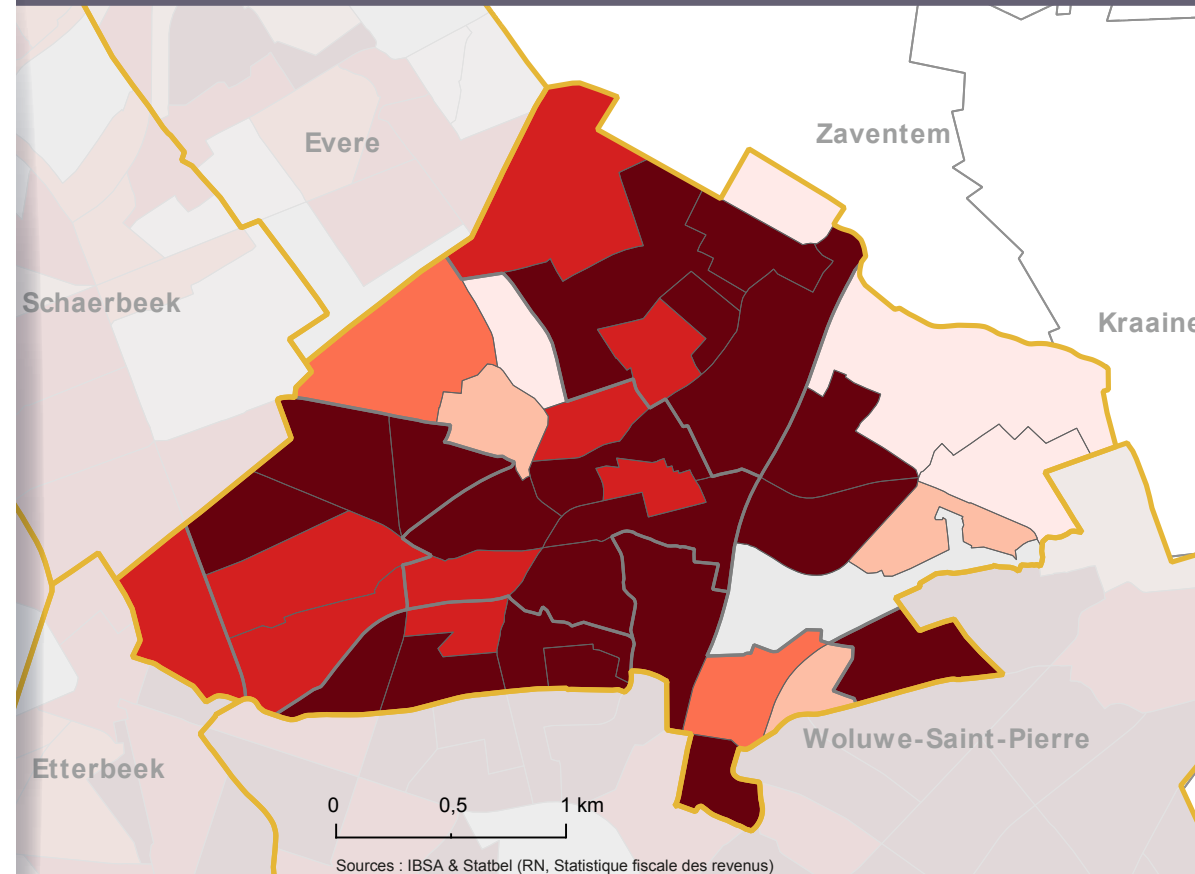 Evere
Zaventem
Schaerbeek
Kraaine
Etterbeek
Woluwe-Saint-Pierre
0 0,5 1 km
Sources : IBSA & Statbel (RN, Statistique fiscale des revenus)